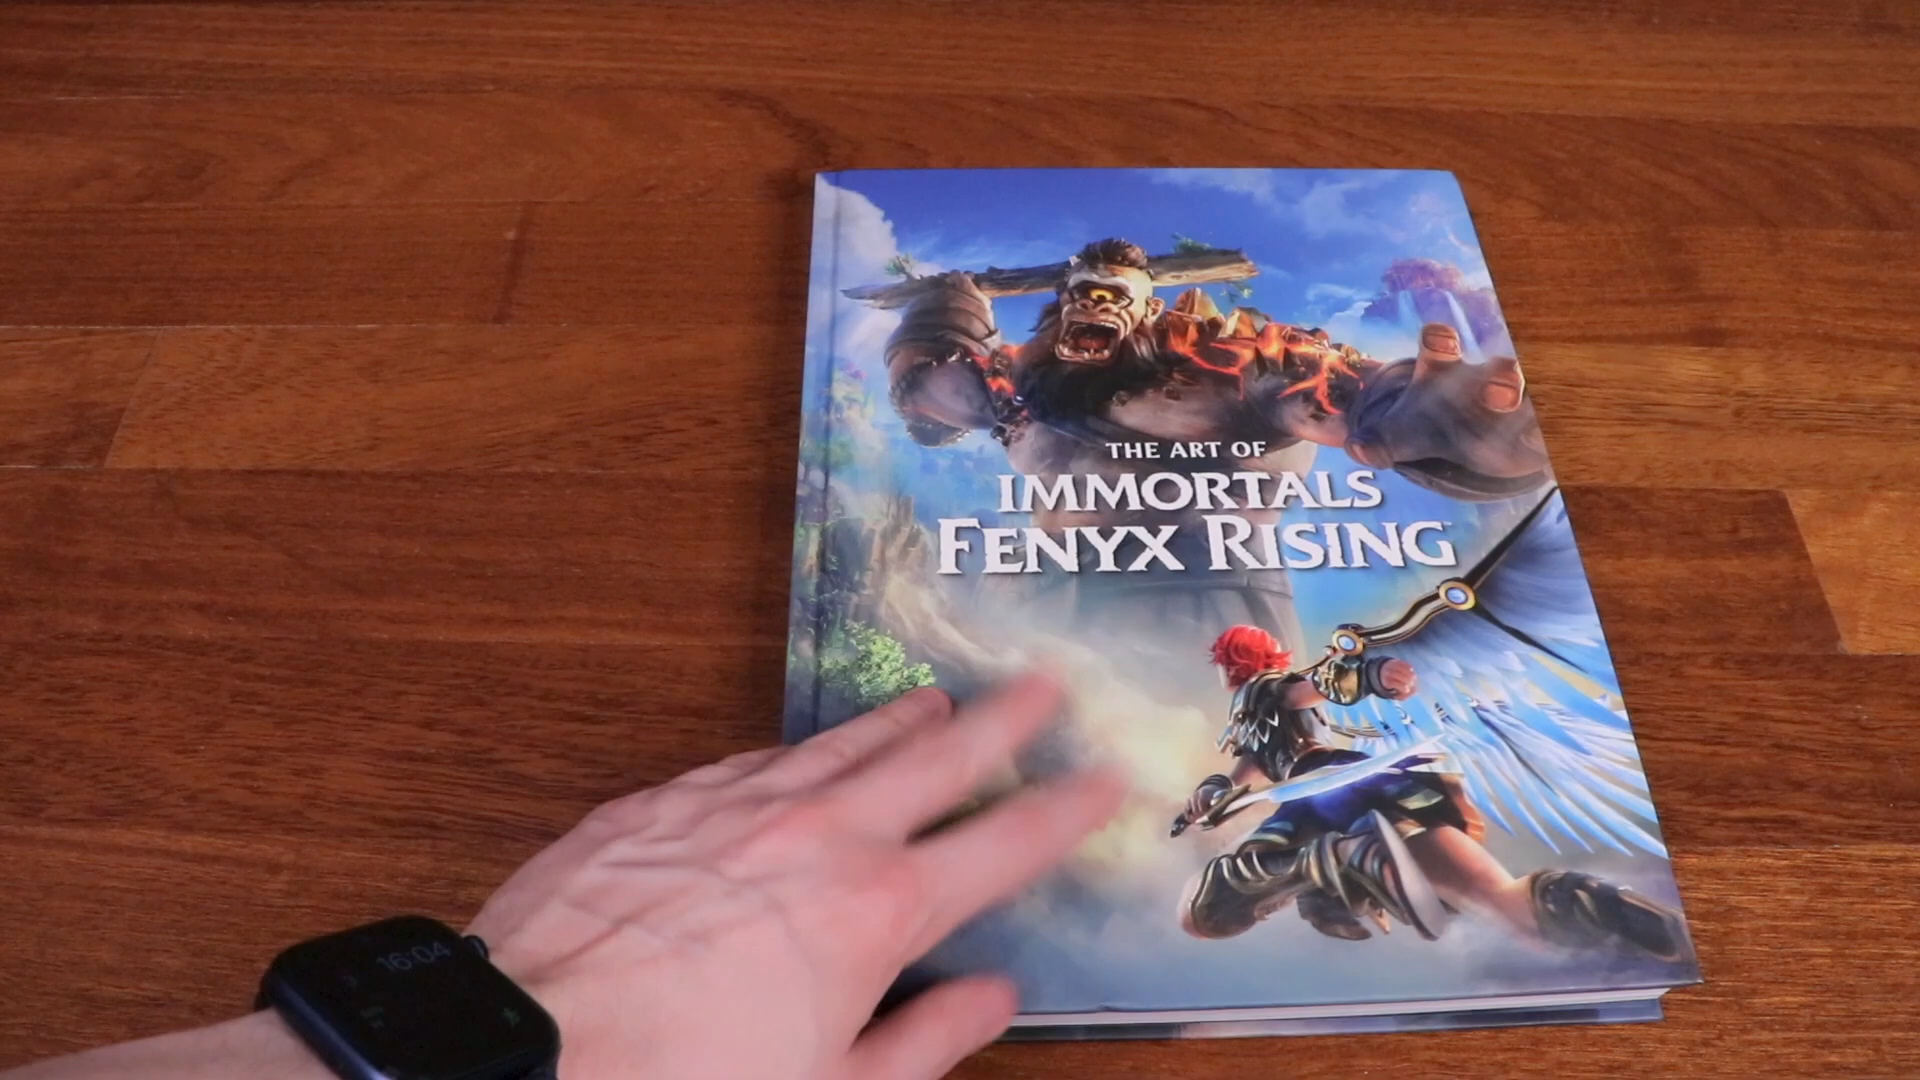 THE ART OF
IMMORTALS
FENYX RISING
16:04